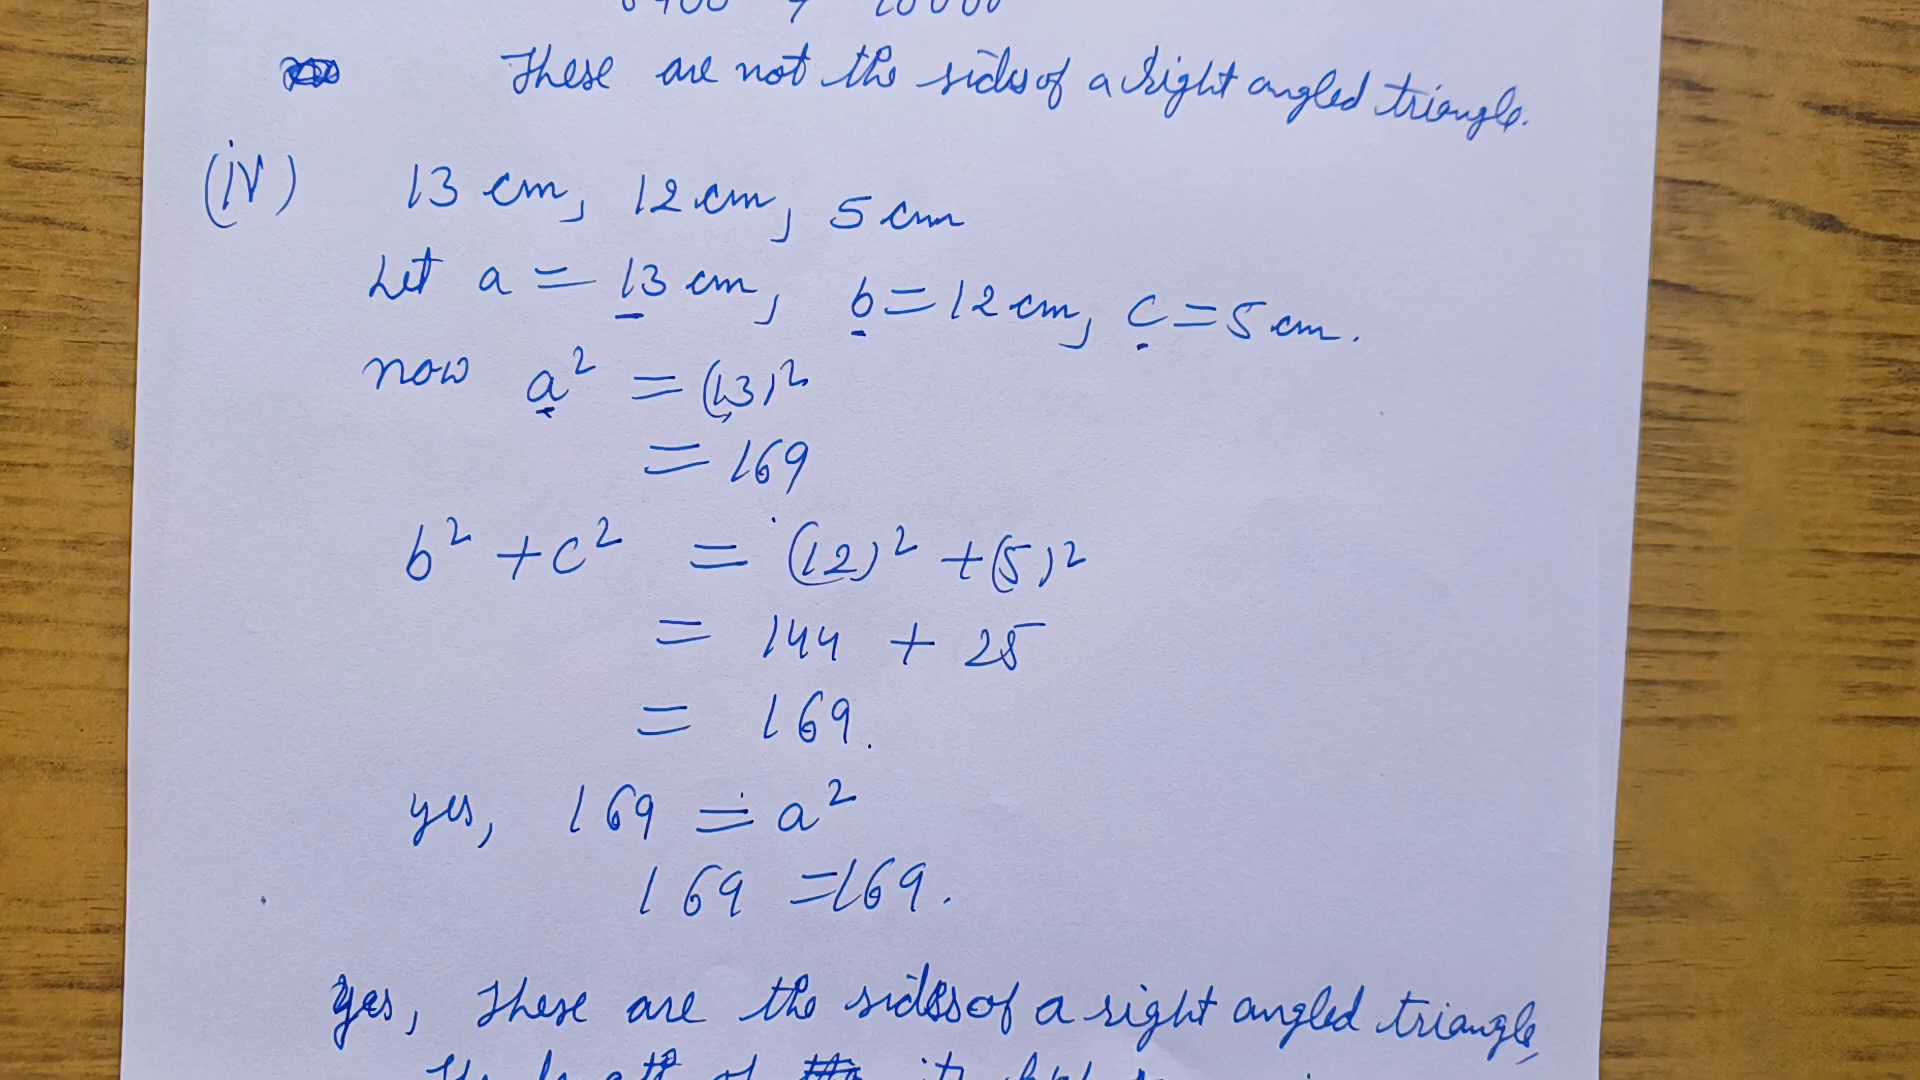 These are not the sides of a right angled triangle.
(iv) 13 cm, 12 cm, 5 cm
Let a = 13 cm, b = 12 cm, c = 5 cm.
now a² = (13)²
= 169
b² + c² = (12)² + (5)²
= 144 + 25
= 169.
yes, 169 = a²
169 = 169.
yes, These are the sides of a right angled triangle,